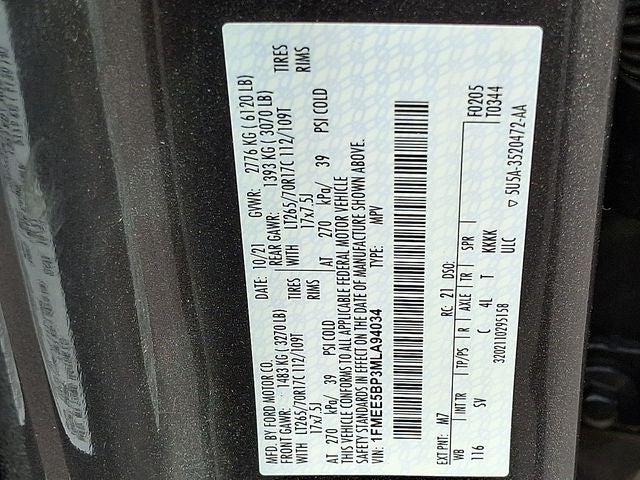 MFD. BY FORD MOTOR CO. DATE: 10/21 GVWR: 2776 KG ( 6120 LB)
FRONT GAWR: 1483 KG ( 3270 LB) REAR GAWR: 1393 KG ( 3070 LB)
LT265/70R17C 112/109T TIRES WITH LT265/70R17C 112/109T TIRES
17x7.5J RIMS 17x7.5J RIMS
AT 270 kPa/ 39 PSI COLD AT 270 kPa/ 39 PSI COLD
THIS VEHICLE CONFORMS TO ALL APPLICABLE FEDERAL MOTOR VEHICLE
STANDARDS IN EFFECT ON THE DATE OF MANUFACTURE SHOWN ABOVE.
VIN: 1FMEE5BP3MLA94034 TYPE: MPV
F0205
T0344
EXT PNT: M7 RC: 21 DSO:
WB INT TR TP/PS R AXLE TR SPR
116 SV C 4L T KKKK
ULC
3202110295158 ▽ 5U5A-3520472-AA